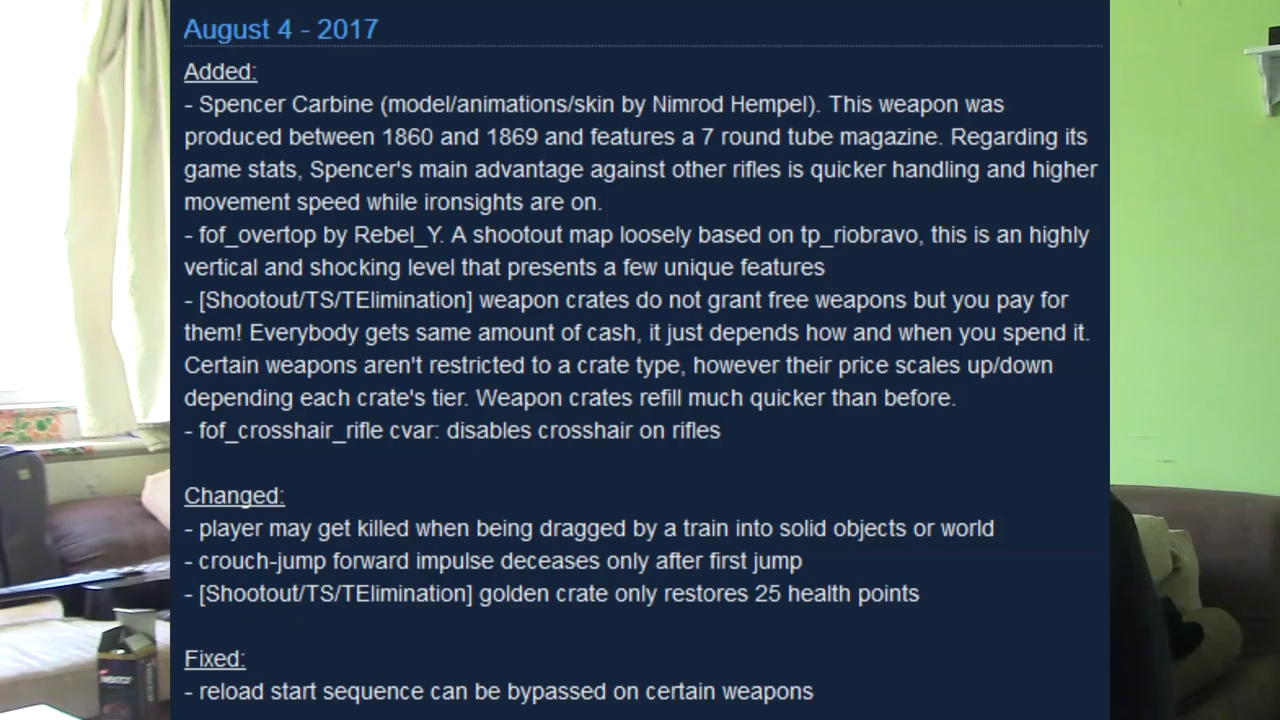 August 4 - 2017
Added:
- Spencer Carbine (model/animations/skin by Nimrod Hempel). This weapon was
produced between 1860 and 1869 and features a 7 round tube magazine. Regarding its
game stats, Spencer's main advantage against other rifles is quicker handling and higher
movement speed while ironsights are on.
- fof_overtop by Rebel_Y. A shootout map loosely based on tp_riobravo, this is an highly
vertical and shocking level that presents a few unique features
- [Shootout/TS/TElimination] weapon crates do not grant free weapons but you pay for
them! Everybody gets same amount of cash, it just depends how and when you spend it.
Certain weapons aren't restricted to a crate type, however their price scales up/down
depending each crate's tier. Weapon crates refill much quicker than before.
- fof_crosshair_rifle cvar: disables crosshair on rifles
Changed:
- player may get killed when being dragged by a train into solid objects or world
- crouch-jump forward impulse deceases only after first jump
- [Shootout/TS/TElimination] golden crate only restores 25 health points
Fixed:
- reload start sequence can be bypassed on certain weapons